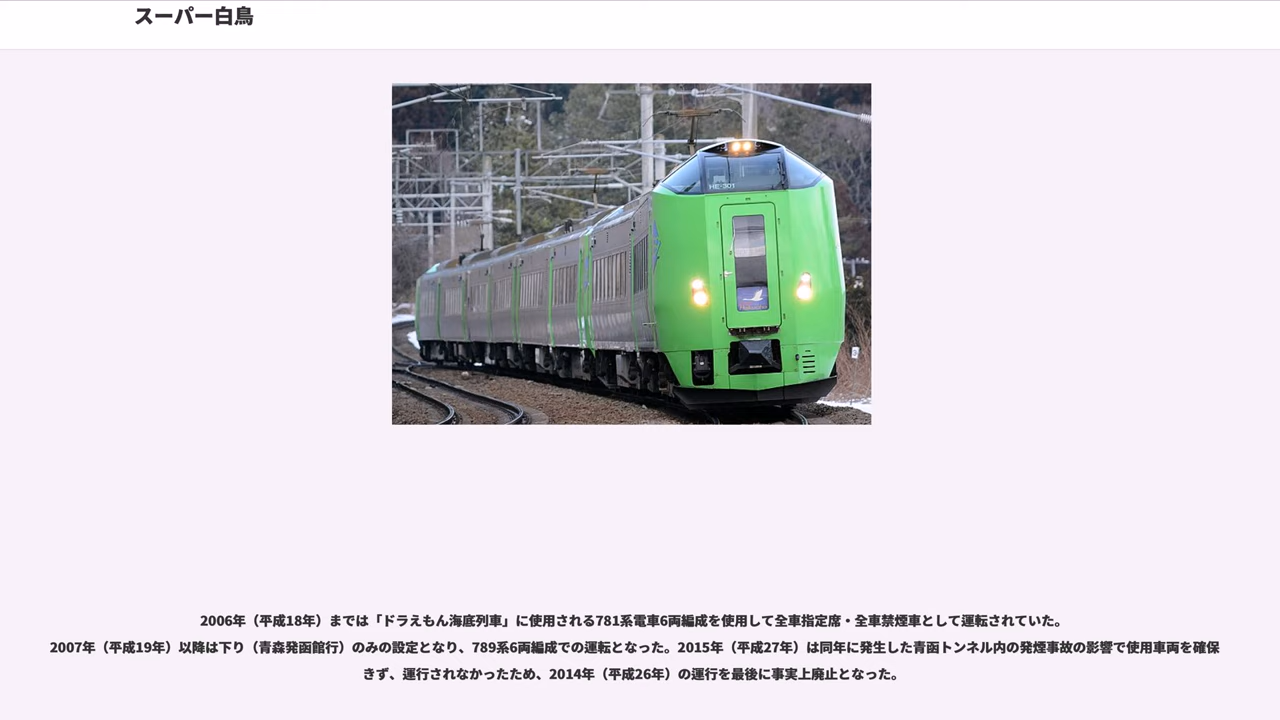 スーパー白鳥
HE-301
2006年（平成18年）までは「ドラえもん海底列車」に使用される781系電車6両編成を使用して全車指定席・全車禁煙車として運転されていた。
2007年（平成19年）以降は下り（青森発函館行）のみの設定となり、789系6両編成での運転となった。2015年（平成27年）は同年に発生した青函トンネル内の発煙事故の影響で使用車両を確保
きず、運行されなかったため、2014年（平成26年）の運行を最後に事実上廃止となった。